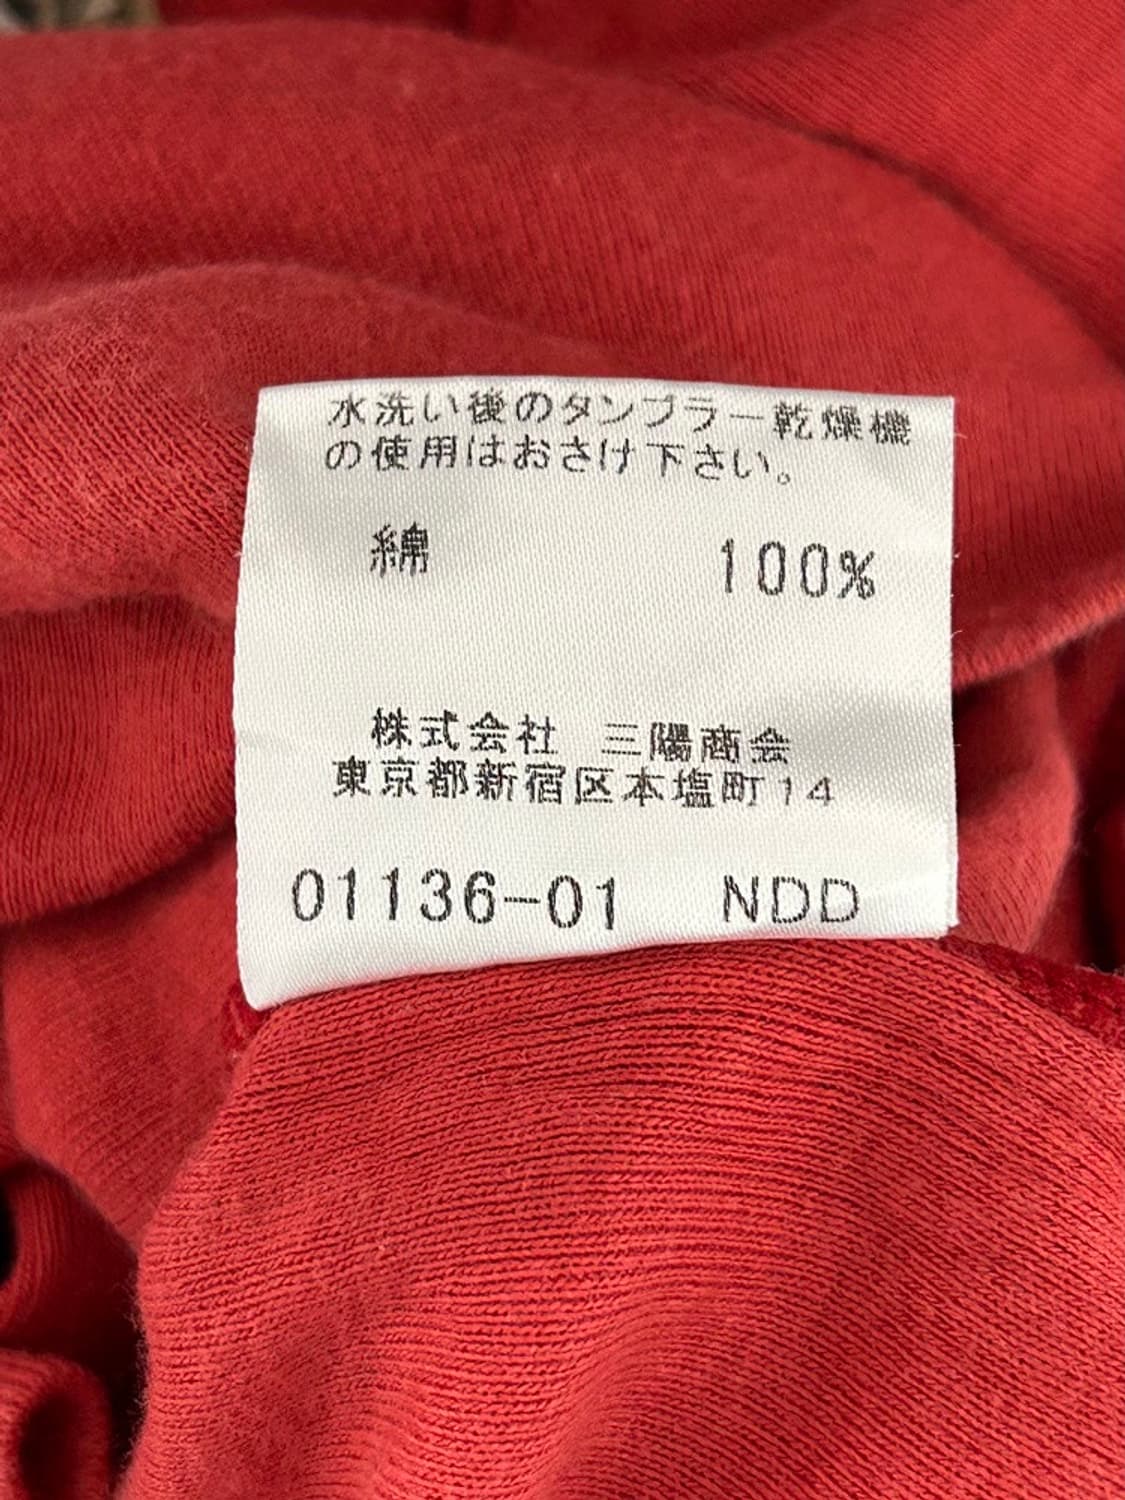 水洗い後のタンブラー乾燥機
の使用はおさけ下さい。
綿 100%
株式会社 三陽商会
東京都新宿区本塩町14
01136-01 NDD